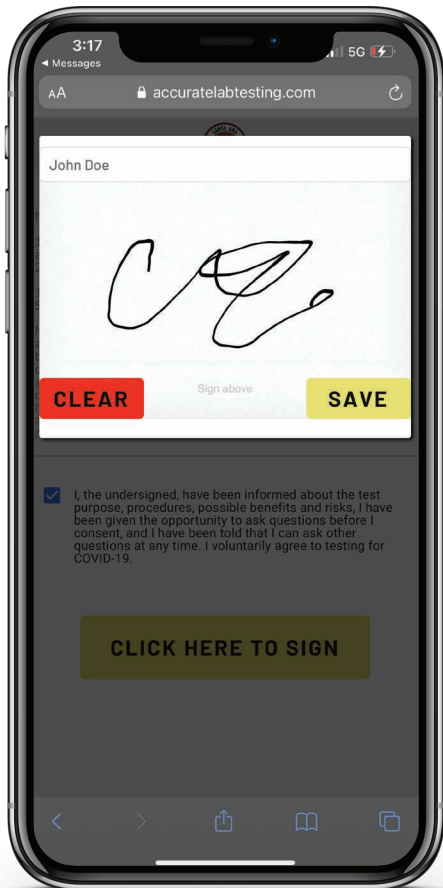 3:17
5G
Messages
AA
accuratelabtesting.com
SANTA ANA
John Doe
Sign above
CLEAR
SAVE
I, the undersigned, have been informed about the test
purpose, procedures, possible benefits and risks, I have
been given the opportunity to ask questions before I
consent, and I have been told that I can ask other
questions at any time. I voluntarily agree to testing for
COVID-19.
CLICK HERE TO SIGN